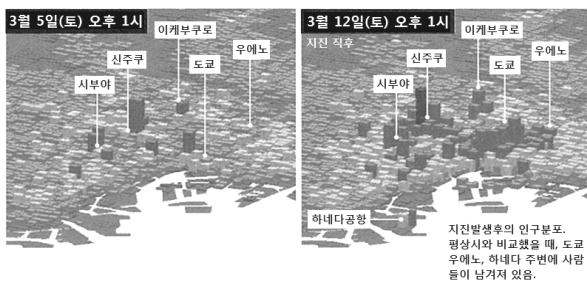 3월 5일(토) 오후 1시
이케부쿠로
신주쿠
우에노
도쿄
시부야
3월 12일(토) 오후 1시
지진 직후
이케부쿠로
우에노
신주쿠
도쿄
시부야
하네다공항
지진발생후의 인구분포.
평상시와 비교했을 때, 도쿄
우에노, 하네다 주변에 사람
들이 남겨져 있음.